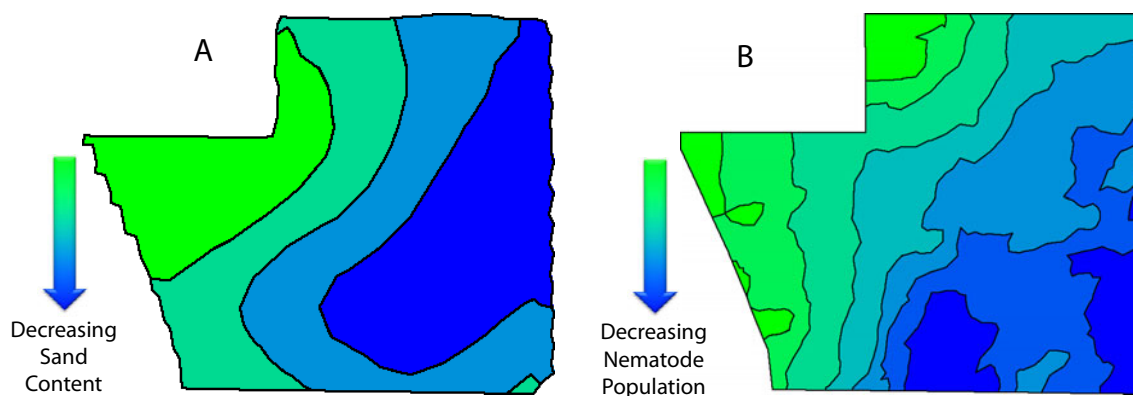 A
B
Decreasing
Sand
Content
Decreasing
Nematode
Population